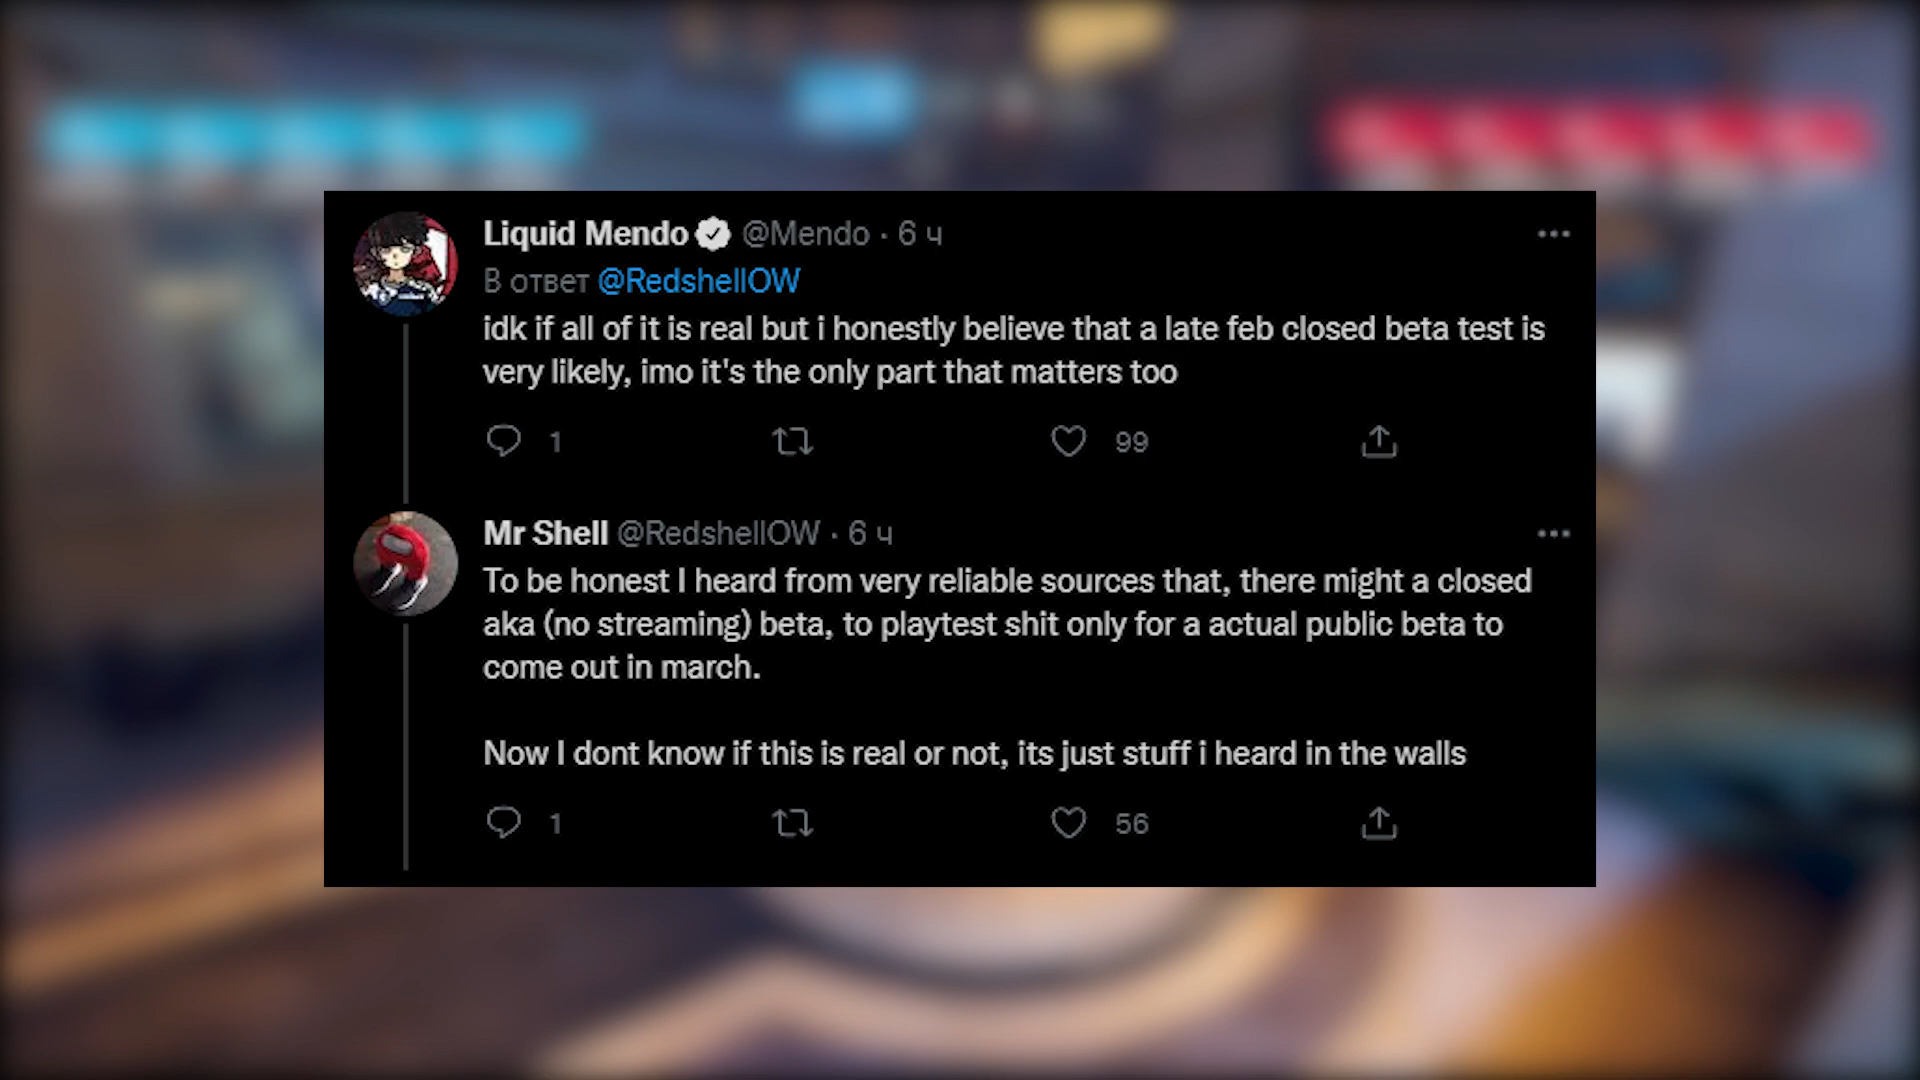 Liquid Mendo @Mendo · 6 ч
В ответ @RedshellOW
idk if all of it is real but i honestly believe that a late feb closed beta test is
very likely, imo it's the only part that matters too
1 99
Mr Shell @RedshellOW · 6 ч
To be honest I heard from very reliable sources that, there might a closed
aka (no streaming) beta, to playtest shit only for a actual public beta to
come out in march.
Now I dont know if this is real or not, its just stuff i heard in the walls
1 56